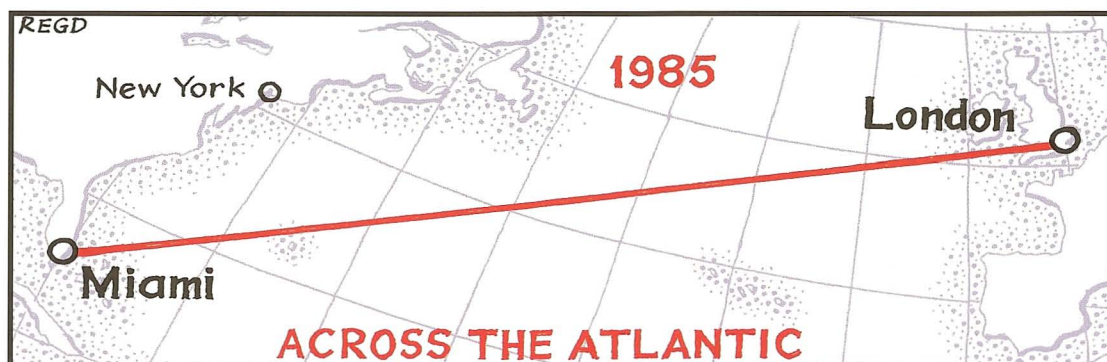 REGD
New York
1985
London
Miami
ACROSS THE ATLANTIC